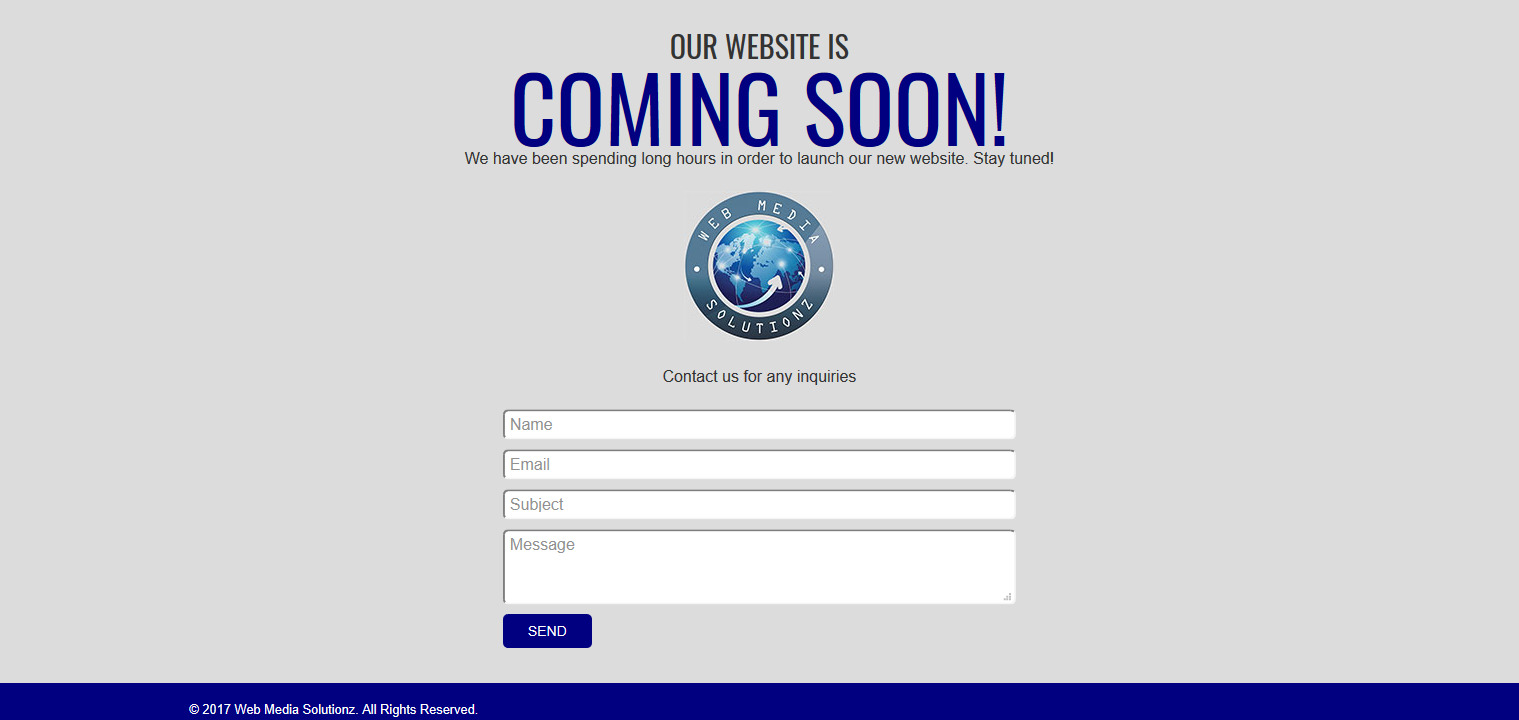 OUR WEBSITE IS
COMING SOON!
We have been spending long hours in order to launch our new website. Stay tuned!
WEB MEDIA
SOLUTIONZ
Contact us for any inquiries
Name
Email
Subject
Message
SEND
© 2017 Web Media Solutionz. All Rights Reserved.